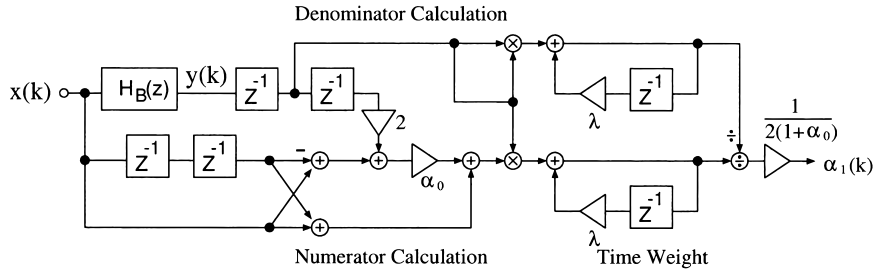 Denominator Calculation
x(k)
H_B(z)
y(k)
z^-1
z^-1
2
λ
z^-1
÷
1
2(1+α_0)
z^-1
z^-1
−
+
+
α_0
+
×
×
+
+
÷
α_1(k)
+
λ
z^-1
Numerator Calculation
Time Weight